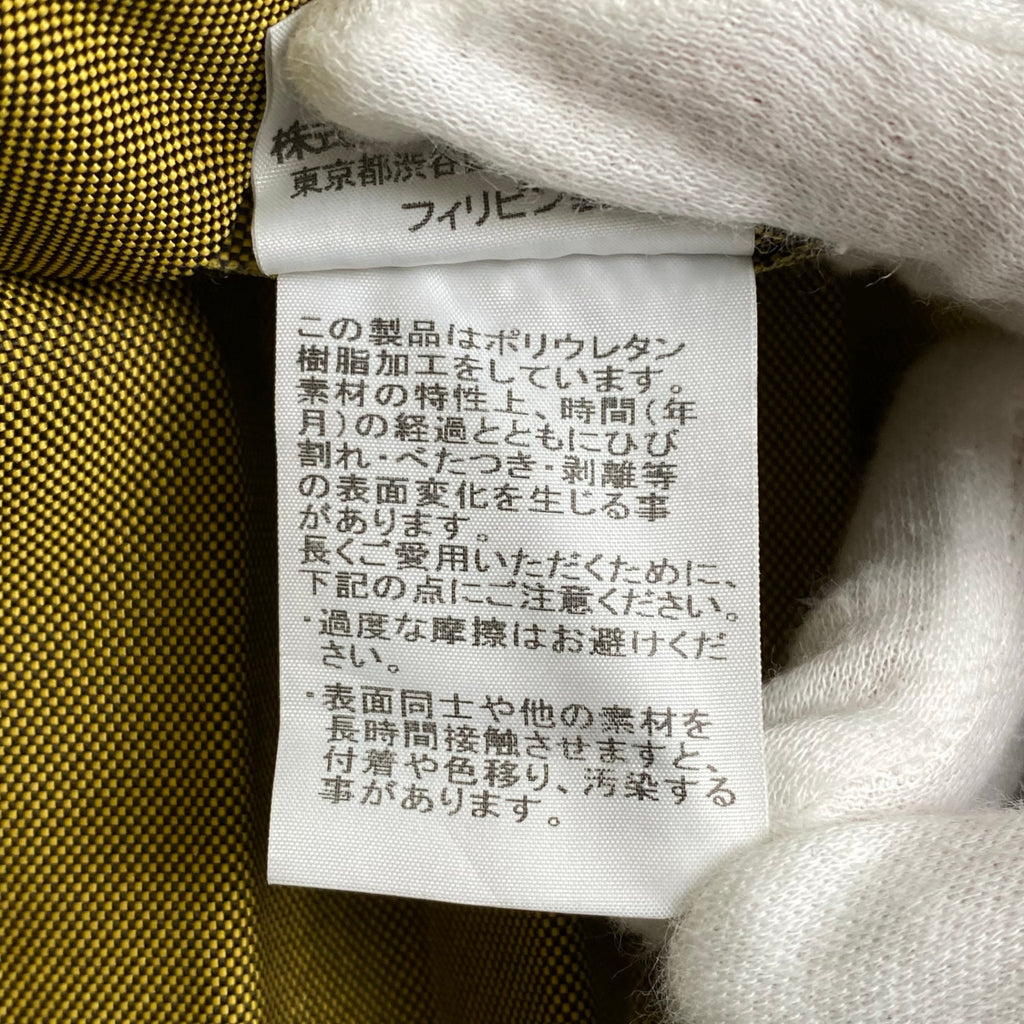 株式
東京都渋谷
フィリピン
この製品はポリウレタン
樹脂加工をしています。
素材の特性上、時間(年
月)の経過とともにひび
割れ・べたつき・剥離等
の表面変化を生じる事
があります。
長くご愛用いただくために、
下記の点にご注意ください。
・過度な摩擦はお避けくだ
さい。
・表面同士や他の素材を
長時間接触させますと、
付着や色移り、汚染する
事があります。